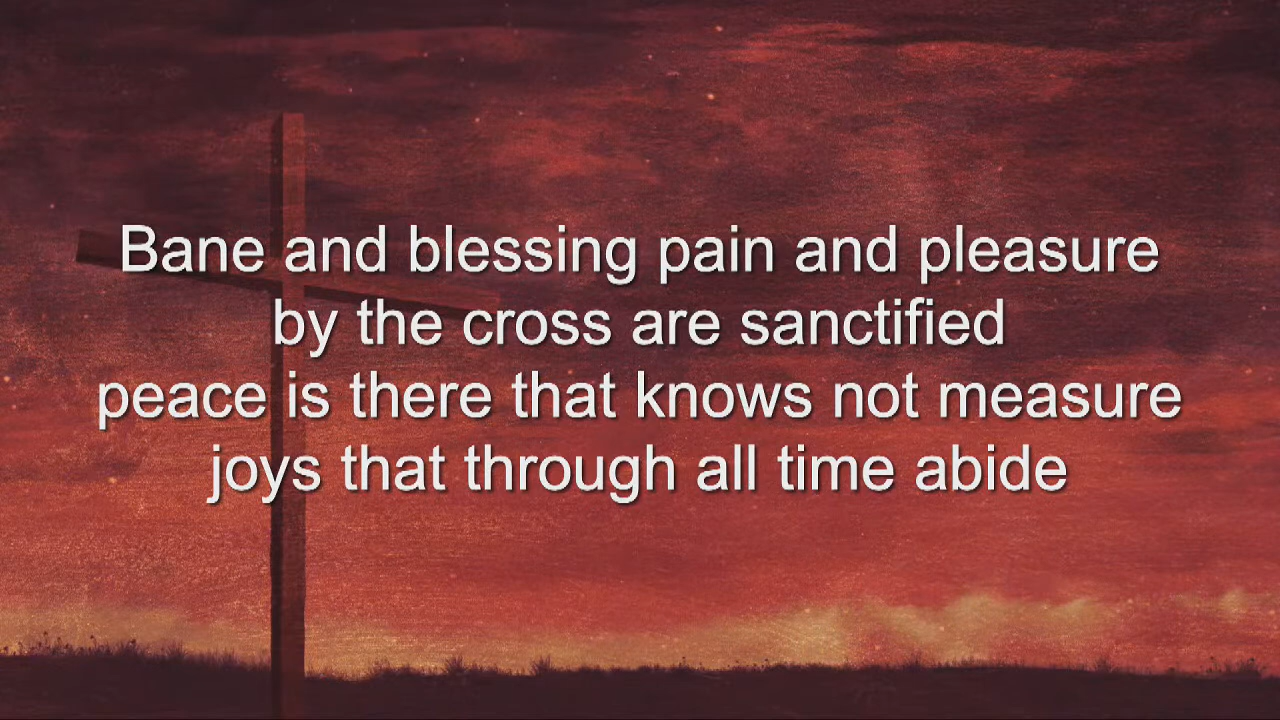 Bane and blessing pain and pleasure
by the cross are sanctified
peace is there that knows not measure
joys that through all time abide